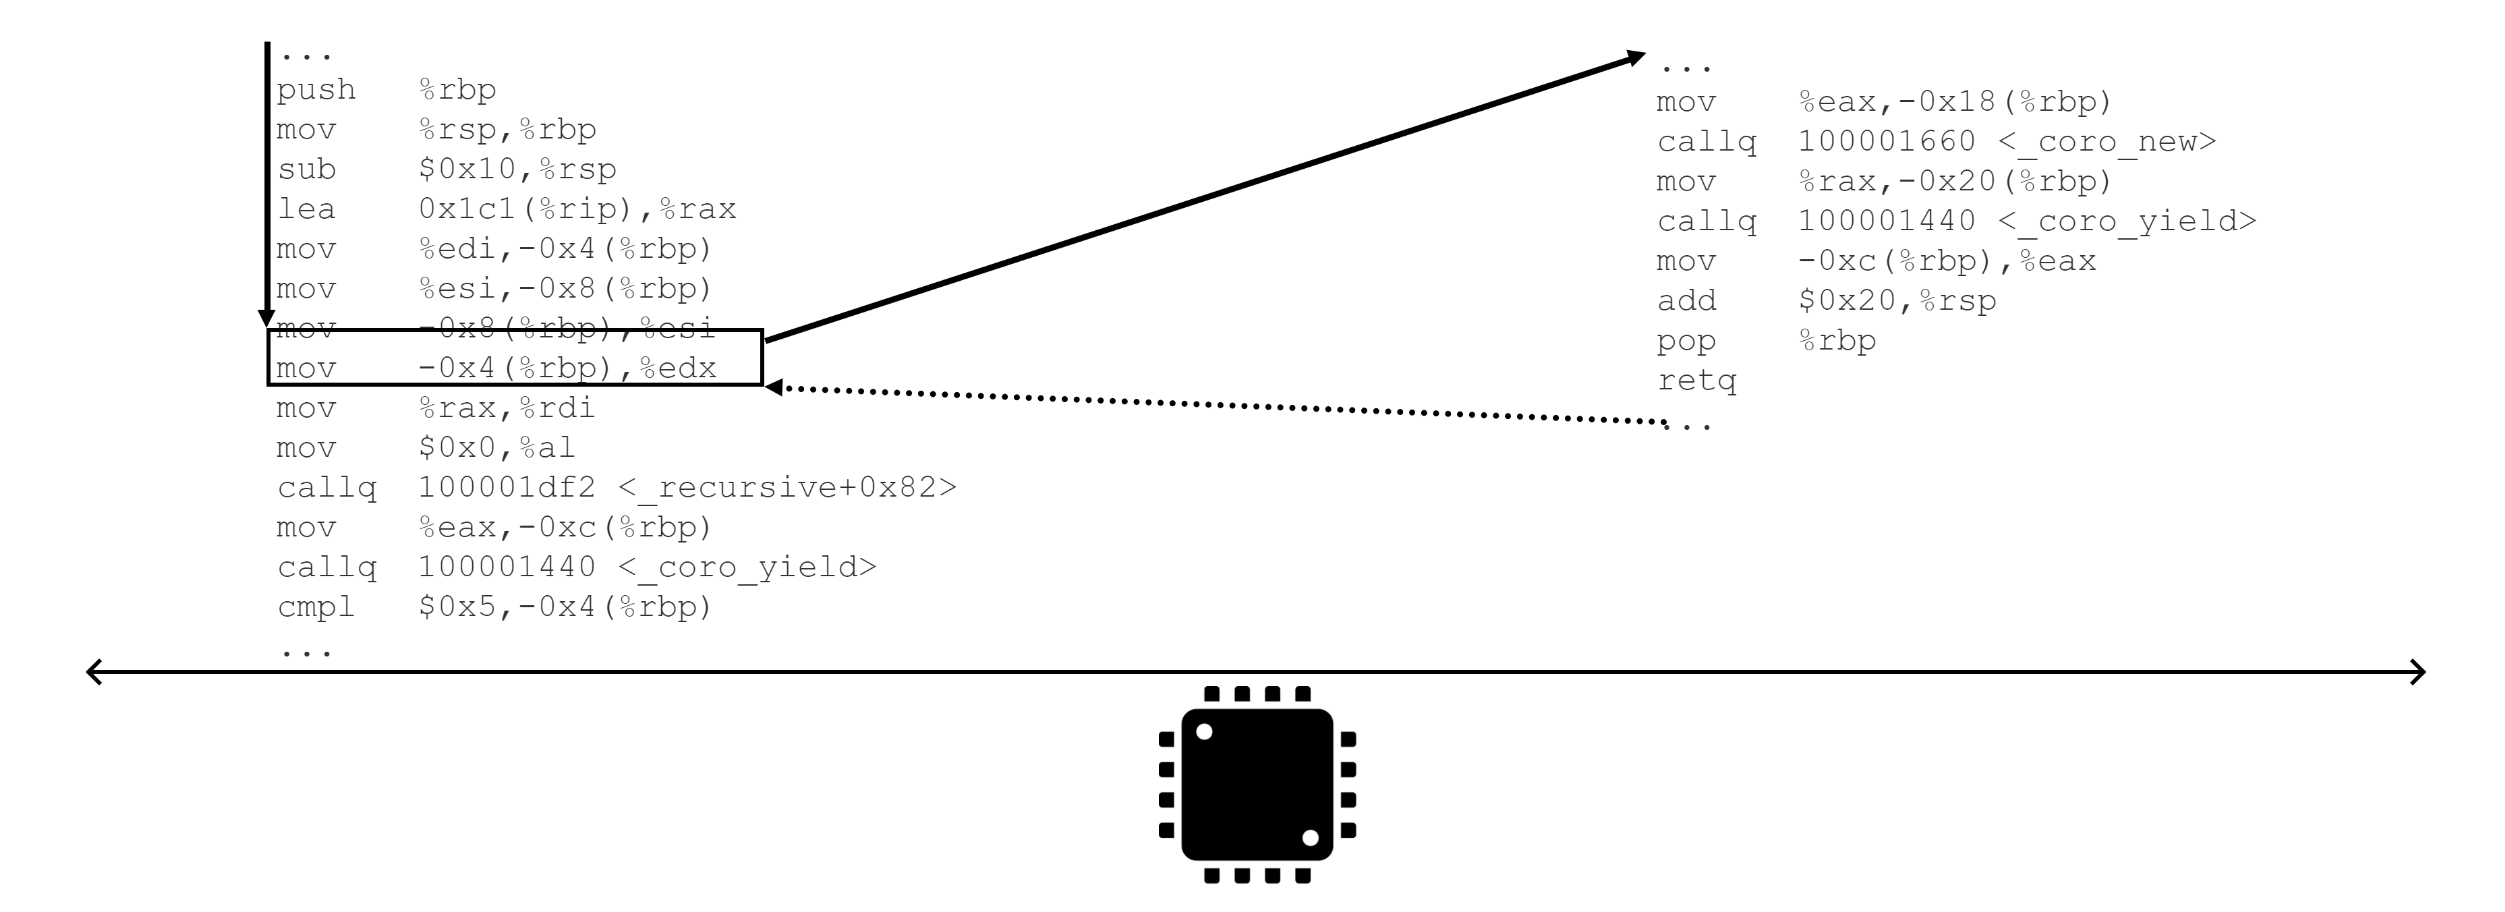 ...
push   %rbp
mov    %rsp,%rbp
sub    $0x10,%rsp
lea    0x1c1(%rip),%rax
mov    %edi,-0x4(%rbp)
mov    %esi,-0x8(%rbp)
mov    -0x8(%rbp),%esi
mov    -0x4(%rbp),%edx
mov    %rax,%rdi
mov    $0x0,%al
callq  100001df2 <_recursive+0x82>
mov    %eax,-0xc(%rbp)
callq  100001440 <_coro_yield>
cmpl   $0x5,-0x4(%rbp)
...
...
mov    %eax,-0x18(%rbp)
callq  100001660 <_coro_new>
mov    %rax,-0x20(%rbp)
callq  100001440 <_coro_yield>
mov    -0xc(%rbp),%eax
add    $0x20,%rsp
pop    %rbp
retq
...